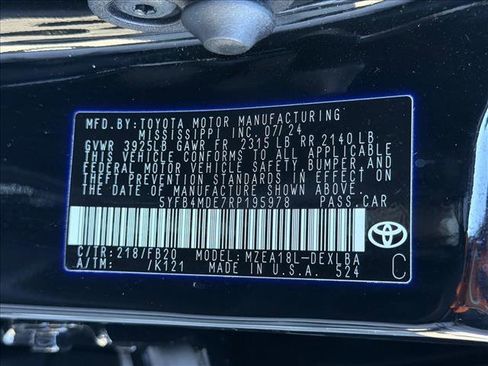 MFD.BY: TOYOTA MOTOR MANUFACTURING
MISSISSIPPI INC. 07/24
GVWR 3925LB GAWR FR 2315 LB RR 2140 LB
THIS VEHICLE CONFORMS TO ALL APPLICABLE
FEDERAL MOTOR VEHICLE SAFETY, BUMPER, AND
THEFT PREVENTION STANDARDS IN EFFECT ON
THE DATE OF MANUFACTURE SHOWN ABOVE.
5YFB4MDE7RP195978 PASS.CAR
C/TR: 218/FB20 MODEL: MZEA18L-DEXLBA
A/TM: /K121 MADE IN U.S.A. 524
C